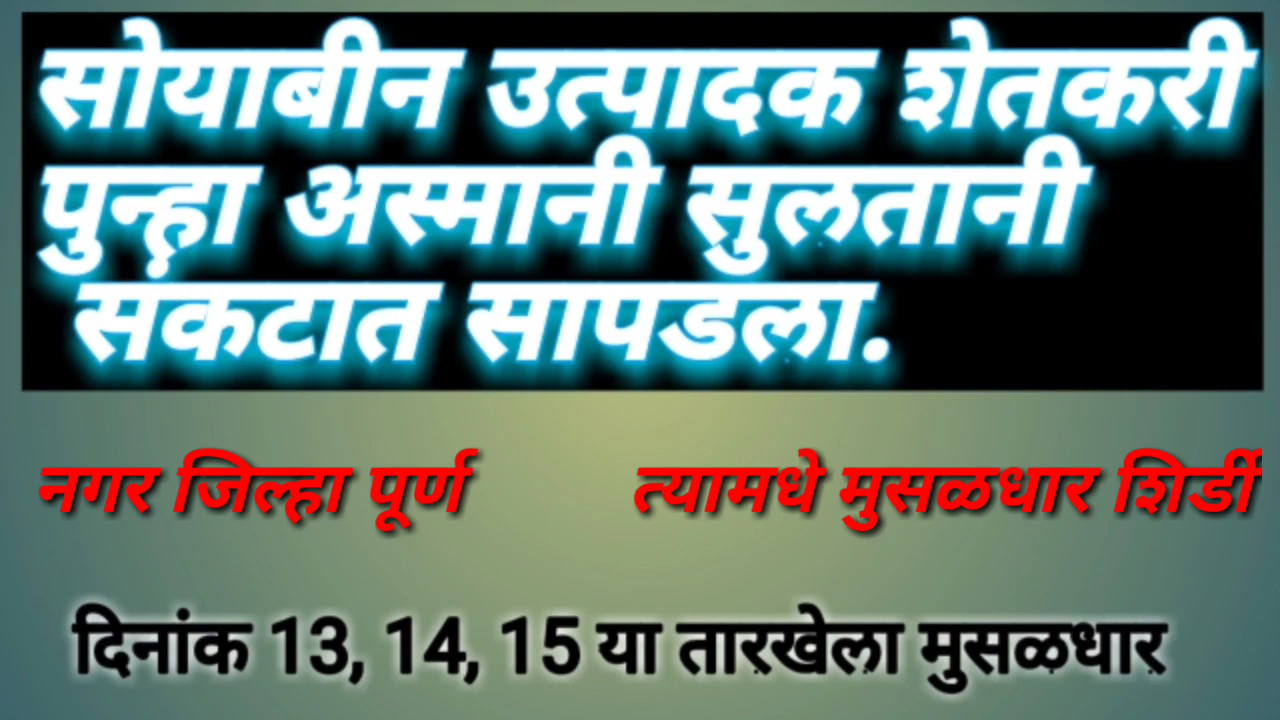 सोयाबीन उत्पादक शेतकरी
पुन्हा अस्मानी सुलतानी
संकटात सापडला.
नगर जिल्हा पूर्ण त्यामधे मुसळधार शिर्डी
दिनांक 13, 14, 15 या तारखेला मुसळधार